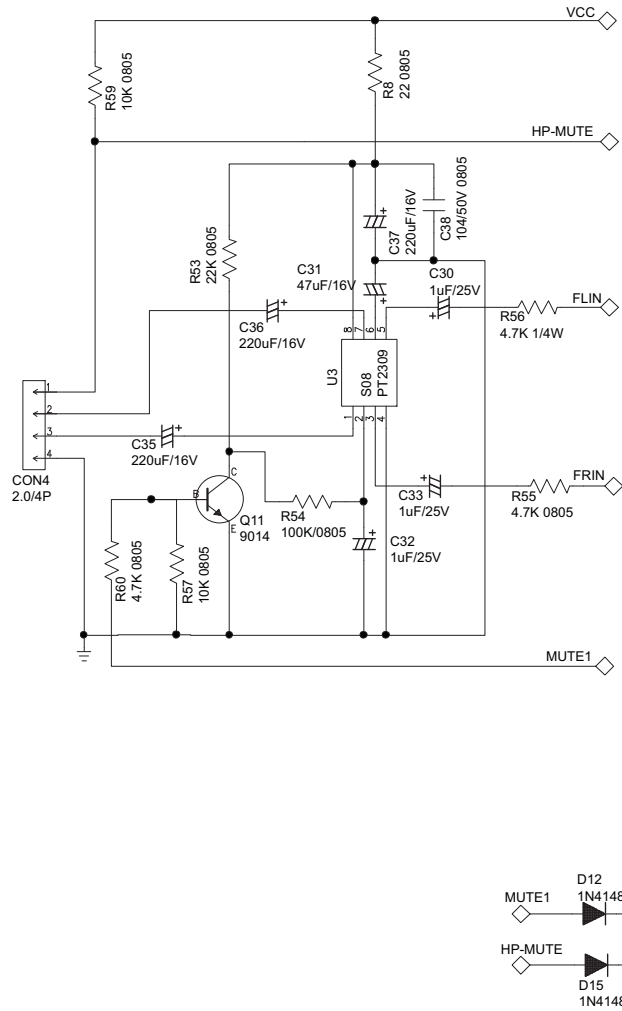 VCC
R59
10K 0805
R8
22 0805
HP-MUTE
R53
22K 0805
C37
220uF/16V
C38
104/50V 0805
C31
47uF/16V
C30
1uF/25V
FLIN
R56
4.7K 1/4W
C36
220uF/16V
8
7
6
5
U3
S08
PT2309
1
2
3
4
1
2
3
4
CON4
2.0/4P
C35
220uF/16V
C
B
E
Q11
9014
R54
100K/0805
C33
1uF/25V
FRIN
R55
4.7K 0805
C32
1uF/25V
R60
4.7K 0805
R57
10K 0805
MUTE1
D12
1N4148
MUTE1
HP-MUTE
D15
1N4148